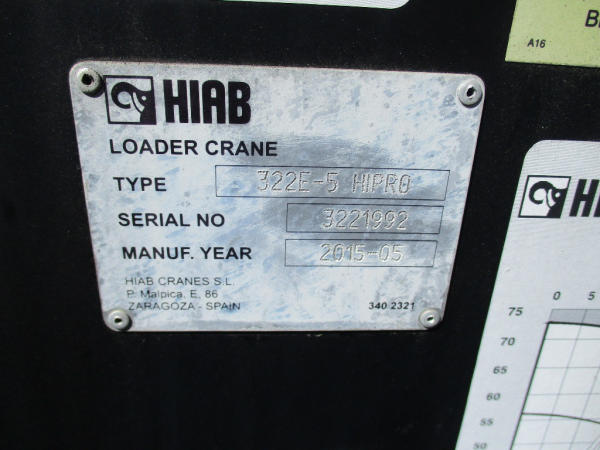 HIAB
LOADER CRANE
TYPE 322E-5 HIPRO
SERIAL NO 3221992
MANUF. YEAR 2015-05
HIAB CRANES S.L.
P. Malpica, E, 86
ZARAGOZA - SPAIN
340 2321
A16
0 5
75
70
65
60
55
50